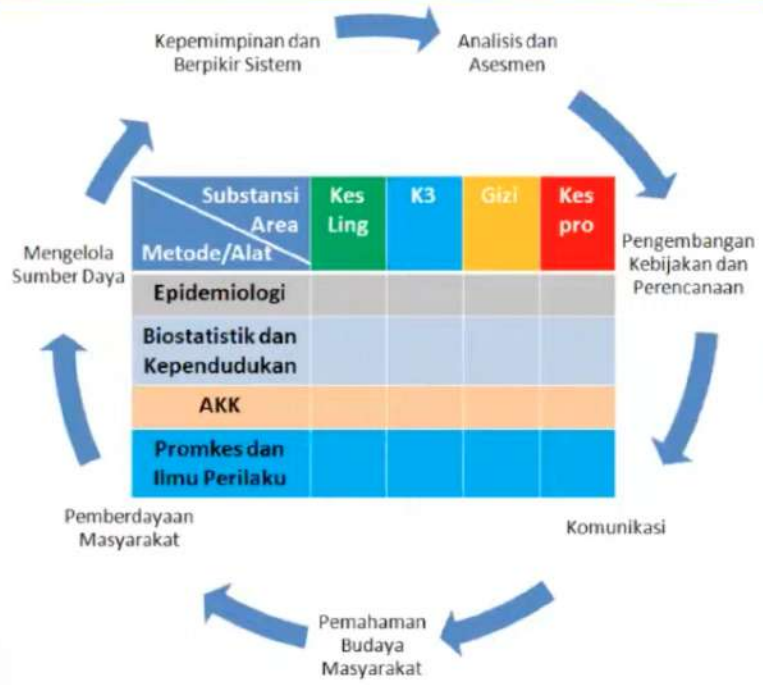 Kepemimpinan dan
Berpikir Sistem
Analisis dan
Asesmen
Pengembangan
Kebijakan dan
Perencanaan
Komunikasi
Pemahaman
Budaya
Masyarakat
Pemberdayaan
Masyarakat
Mengelola
Sumber Daya
Substansi
Area
Metode/Alat
Kes
Ling
K3
Gizi
Kes
pro
Epidemiologi
Biostatistik dan
Kependudukan
AKK
Promkes dan
Ilmu Perilaku